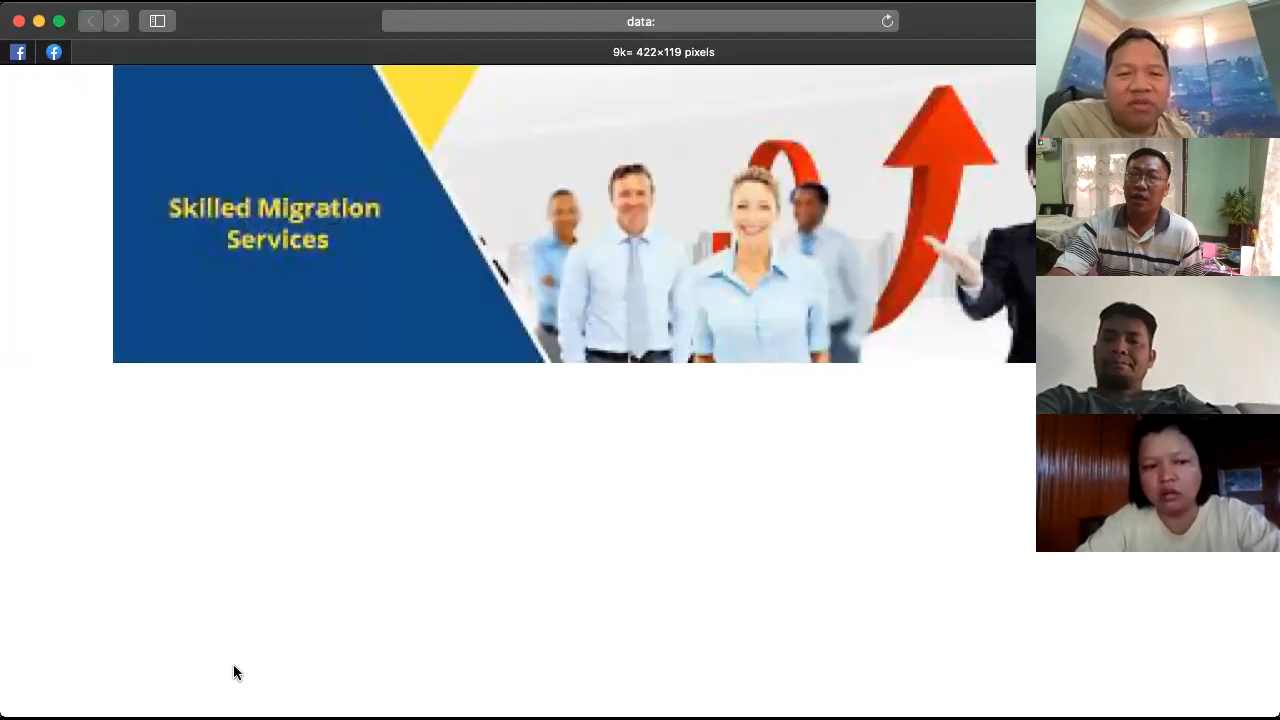 data:
9k= 422×119 pixels
Skilled Migration
Services